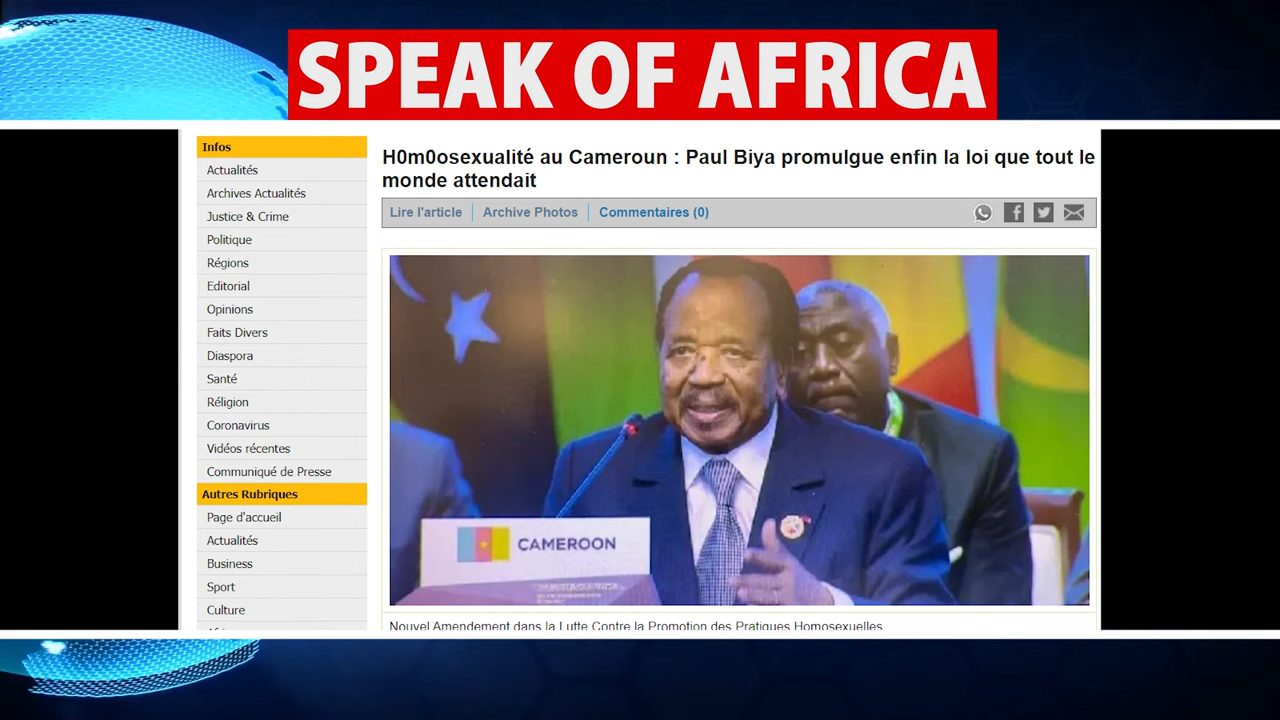 SPEAK OF AFRICA
Infos
Actualités
Archives Actualités
Justice & Crime
Politique
Régions
Editorial
Opinions
Faits Divers
Diaspora
Santé
Réligion
Coronavirus
Vidéos récentes
Communiqué de Presse
Autres Rubriques
Page d'accueil
Actualités
Business
Sport
Culture
H0m0osexualité au Cameroun : Paul Biya promulgue enfin la loi que tout le
monde attendait
Lire l'article
Archive Photos
Commentaires (0)
CAMEROON
Nouvel Amendement dans la Lutte Contre la Promotion des Pratiques Homosexuelles